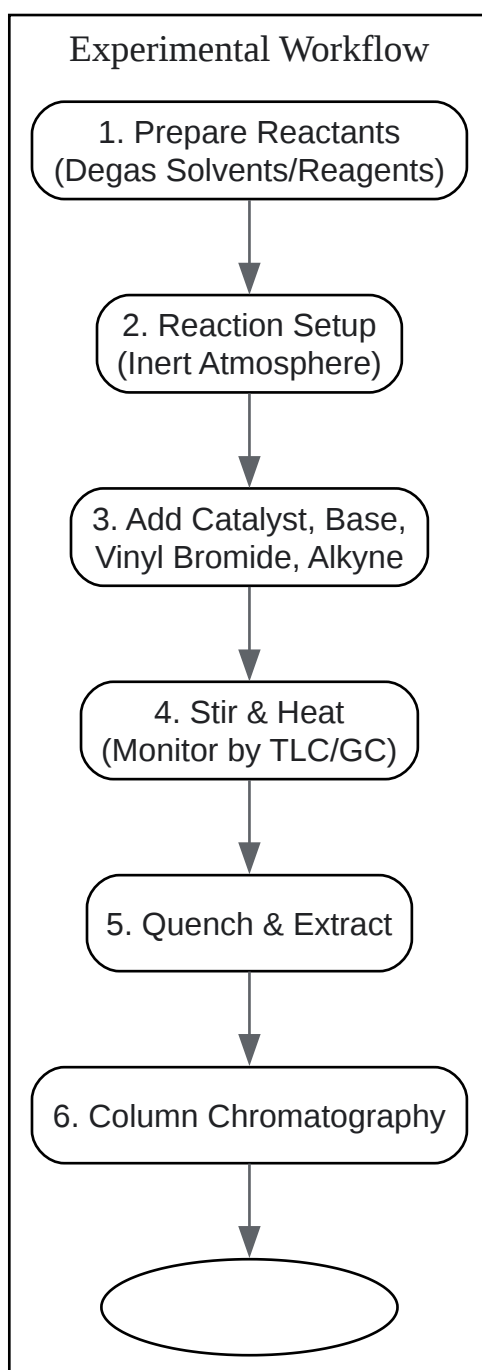 Experimental Workflow
1. Prepare Reactants
(Degas Solvents/Reagents)
2. Reaction Setup
(Inert Atmosphere)
3. Add Catalyst, Base,
Vinyl Bromide, Alkyne
4. Stir & Heat
(Monitor by TLC/GC)
5. Quench & Extract
6. Column Chromatography